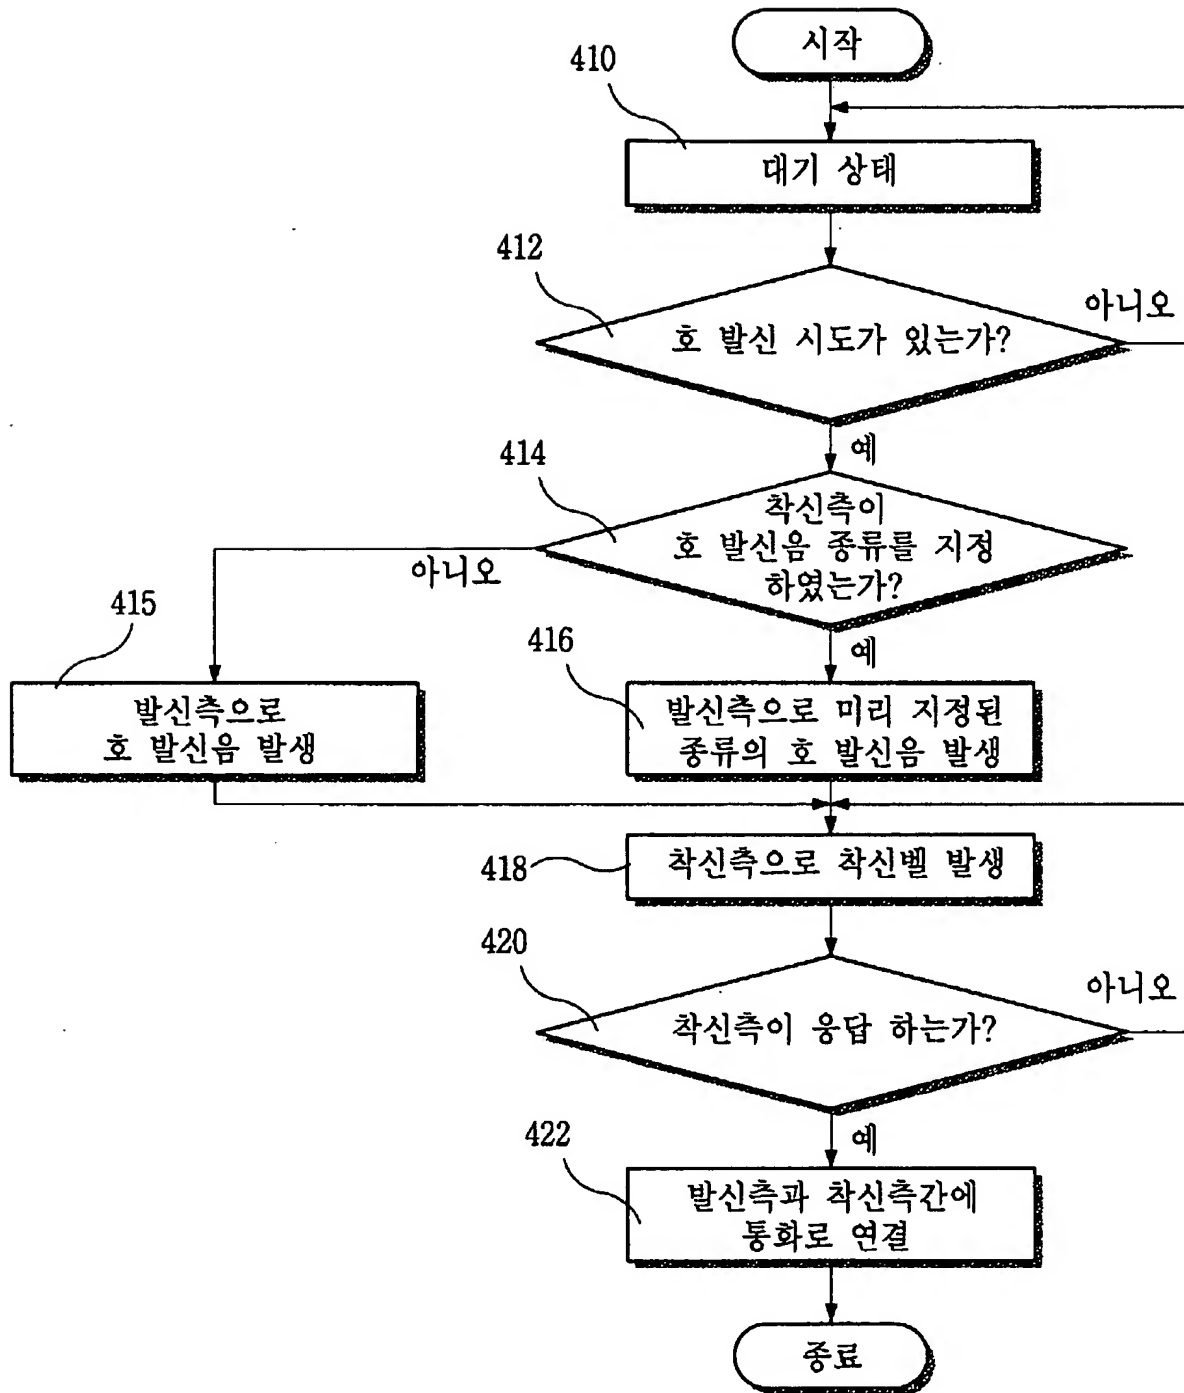 시작
410
대기 상태
412
호 발신 시도가 있는가?
아니오
예
414
착신측이
호 발신음 종류를 지정
하였는가?
아니오
예
415
발신측으로
호 발신음 발생
416
발신측으로 미리 지정된
종류의 호 발신음 발생
418
착신측으로 착신벨 발생
420
착신측이 응답 하는가?
아니오
예
422
발신측과 착신측간에
통화로 연결
종료